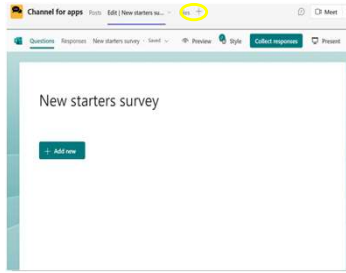 Channel for apps Posts Edit | New starters su... +  Meet
Questions Responses New starters survey · Saved Preview Style Collect responses Present
New starters survey
+ Add new